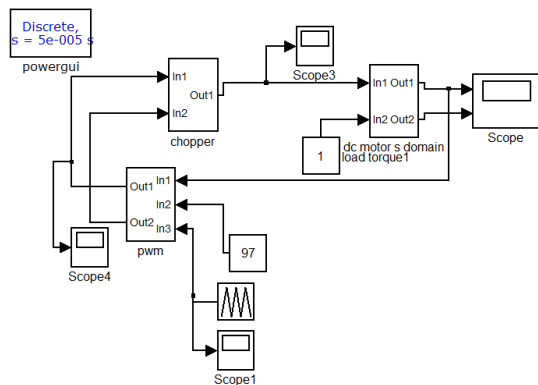 Discrete,
s = 5e-005 s
powergui
In1
In2
Out1
chopper
Scope3
In1
Out1
In2
Out2
dc motor s domain
1
load torque1
Scope
Out1
In1
In2
Out2
In3
pwm
97
Scope4
Scope1